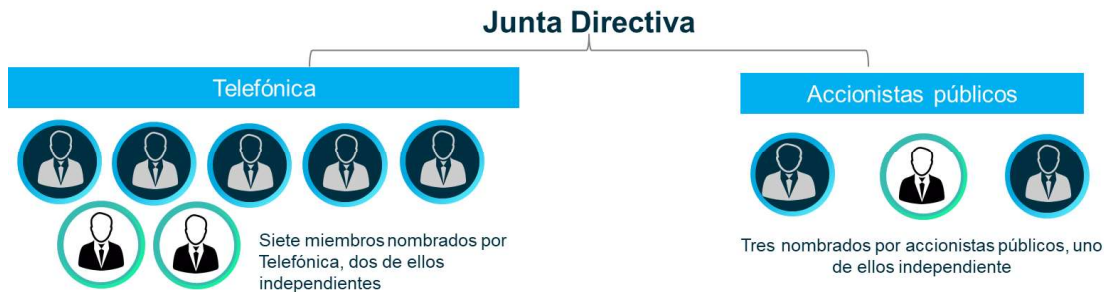 Junta Directiva
Telefónica
Accionistas públicos
Siete miembros nombrados por
Telefónica, dos de ellos
independientes
Tres nombrados por accionistas públicos, uno
de ellos independiente